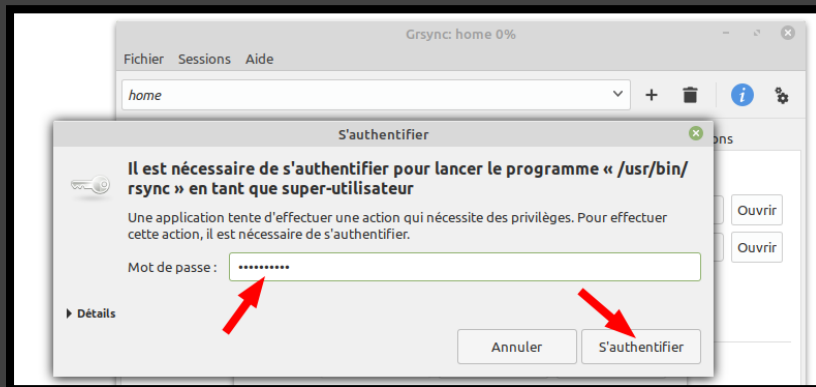 Grsync: home 0%
Fichier Sessions Aide
home
S'authentifier
ons
Il est nécessaire de s'authentifier pour lancer le programme « /usr/bin/
rsync » en tant que super-utilisateur
Une application tente d'effectuer une action qui nécessite des privilèges. Pour effectuer
cette action, il est nécessaire de s'authentifier.
Ouvrir
Ouvrir
Mot de passe : ••••••••••
Détails
Annuler S'authentifier